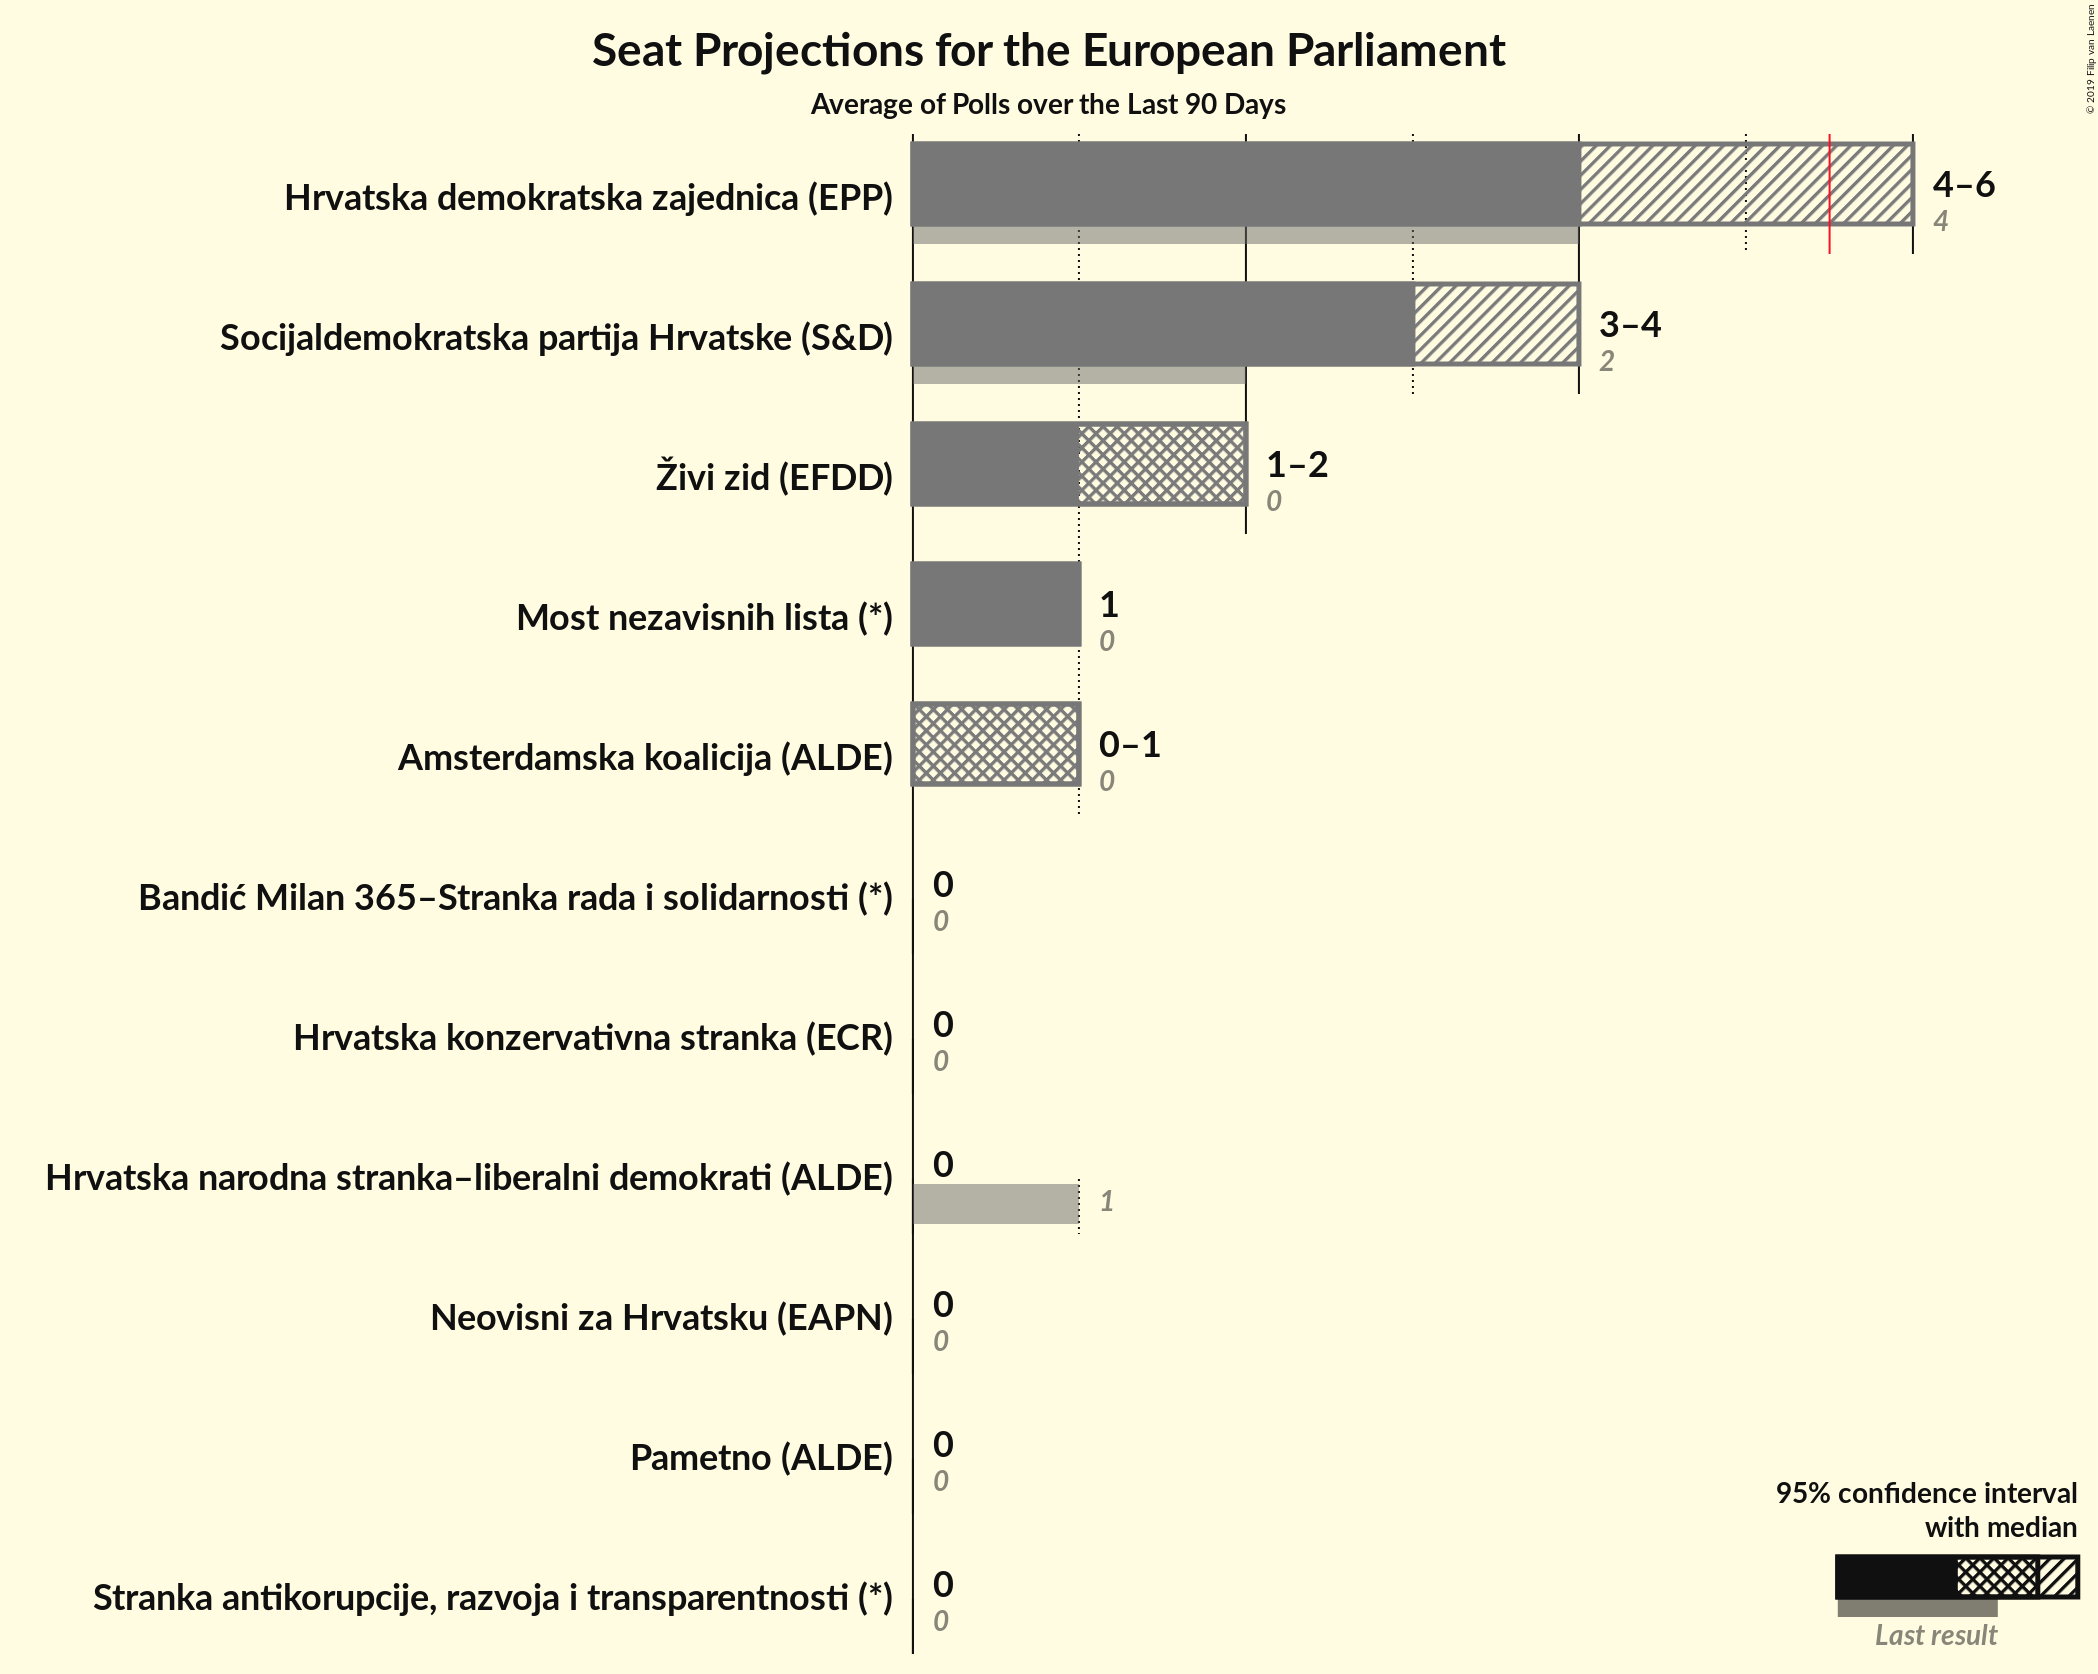 Seat Projections for the European Parliament
Average of Polls over the Last 90 Days
© 2019 Filip van Laenen
Hrvatska demokratska zajednica (EPP)
4–6
4
Socijaldemokratska partija Hrvatske (S&D)
3–4
2
Živi zid (EFDD)
1–2
0
Most nezavisnih lista (*)
1
0
Amsterdamska koalicija (ALDE)
0–1
0
Bandić Milan 365–Stranka rada i solidarnosti (*)
0
0
Hrvatska konzervativna stranka (ECR)
0
0
Hrvatska narodna stranka–liberalni demokrati (ALDE)
0
1
Neovisni za Hrvatsku (EAPN)
0
0
Pametno (ALDE)
0
0
Stranka antikorupcije, razvoja i transparentnosti (*)
0
0
95% confidence interval
with median
Last result